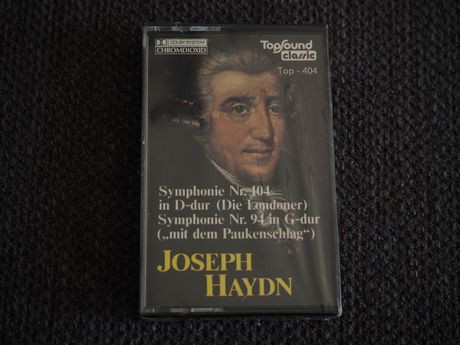 DOLBY SYSTEM
CHROMDIOXID
TopSound
classic
Top - 404
Symphonie Nr. 104
in D-dur (Die Londoner)
Symphonie Nr. 94 in G-dur
(„mit dem Paukenschlag“)
JOSEPH
HAYDN